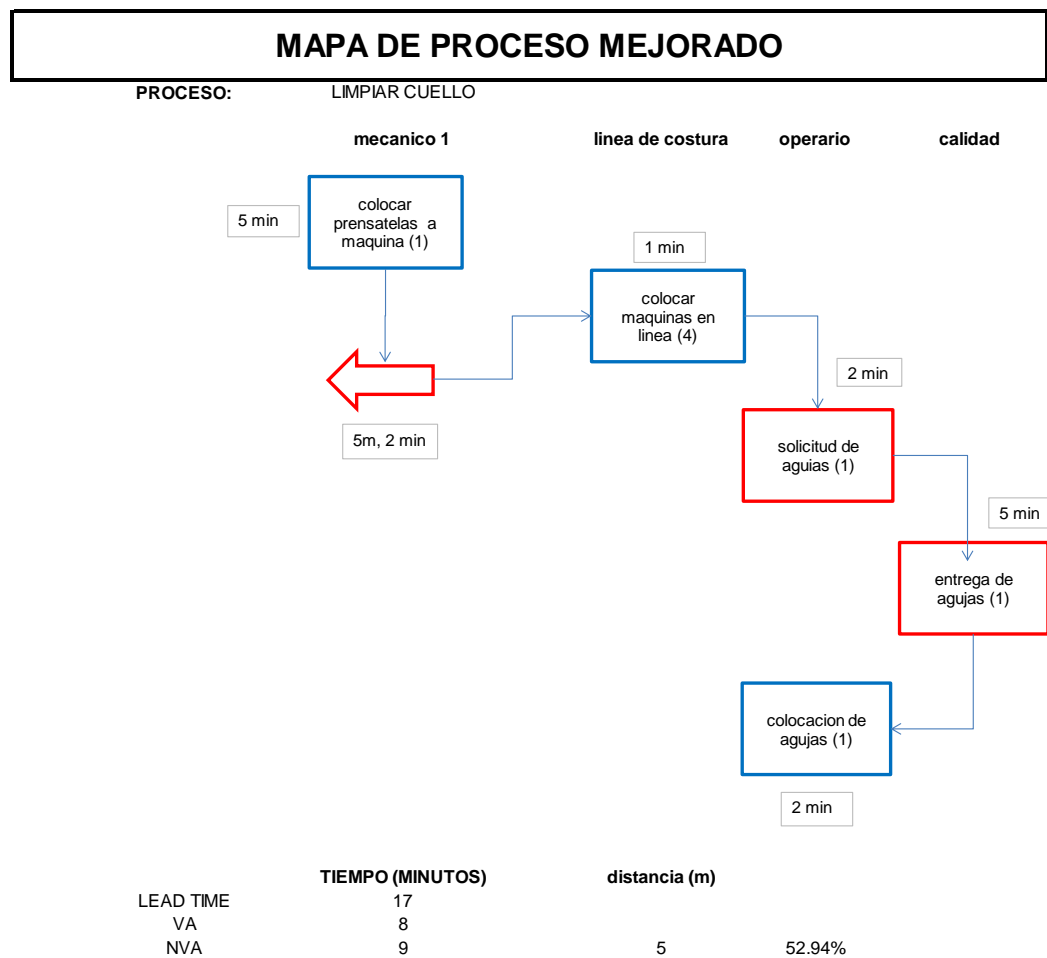 MAPA DE PROCESO MEJORADO
PROCESO: LIMPIAR CUELLO
mecanico 1 linea de costura operario calidad
5 min
colocar
prensatelas a
maquina (1)
1 min
colocar
maquinas en
linea (4)
5m, 2 min
2 min
solicitud de
aguias (1)
5 min
entrega de
agujas (1)
colocacion de
agujas (1)
2 min
TIEMPO (MINUTOS) distancia (m)
LEAD TIME 17
VA 8
NVA 9 5 52.94%